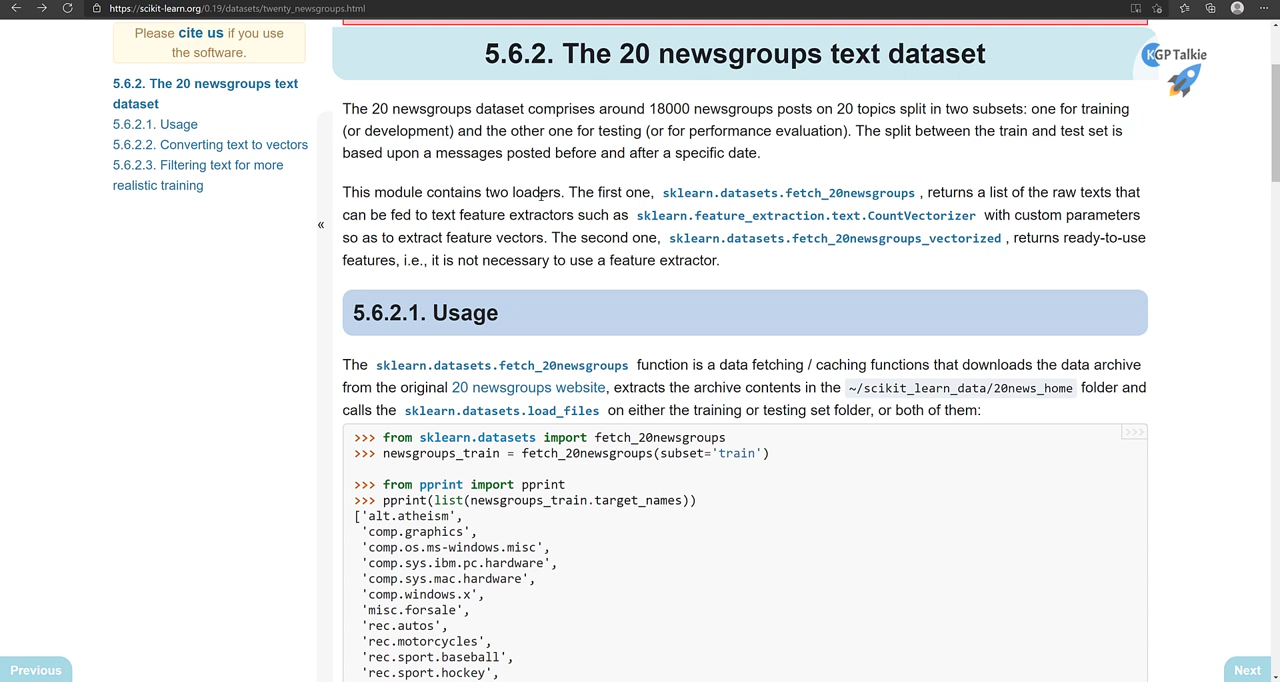 https://scikit-learn.org/0.19/datasets/twenty_newsgroups.html
Please cite us if you use
the software.
5.6.2. The 20 newsgroups text
dataset
5.6.2.1. Usage
5.6.2.2. Converting text to vectors
5.6.2.3. Filtering text for more
realistic training
«
5.6.2. The 20 newsgroups text dataset
KGP Talkie
The 20 newsgroups dataset comprises around 18000 newsgroups posts on 20 topics split in two subsets: one for training
(or development) and the other one for testing (or for performance evaluation). The split between the train and test set is
based upon a messages posted before and after a specific date.
This module contains two loaders. The first one, sklearn.datasets.fetch_20newsgroups , returns a list of the raw texts that
can be fed to text feature extractors such as sklearn.feature_extraction.text.CountVectorizer with custom parameters
so as to extract feature vectors. The second one, sklearn.datasets.fetch_20newsgroups_vectorized , returns ready-to-use
features, i.e., it is not necessary to use a feature extractor.
5.6.2.1. Usage
The sklearn.datasets.fetch_20newsgroups function is a data fetching / caching functions that downloads the data archive
from the original 20 newsgroups website, extracts the archive contents in the ~/scikit_learn_data/20news_home folder and
calls the sklearn.datasets.load_files on either the training or testing set folder, or both of them:
>>>
>>> from sklearn.datasets import fetch_20newsgroups
>>> newsgroups_train = fetch_20newsgroups(subset='train')
>>> from pprint import pprint
>>> pprint(list(newsgroups_train.target_names))
['alt.atheism',
'comp.graphics',
'comp.os.ms-windows.misc',
'comp.sys.ibm.pc.hardware',
'comp.sys.mac.hardware',
'comp.windows.x',
'misc.forsale',
'rec.autos',
'rec.motorcycles',
'rec.sport.baseball',
'rec.sport.hockey',
Previous
Next